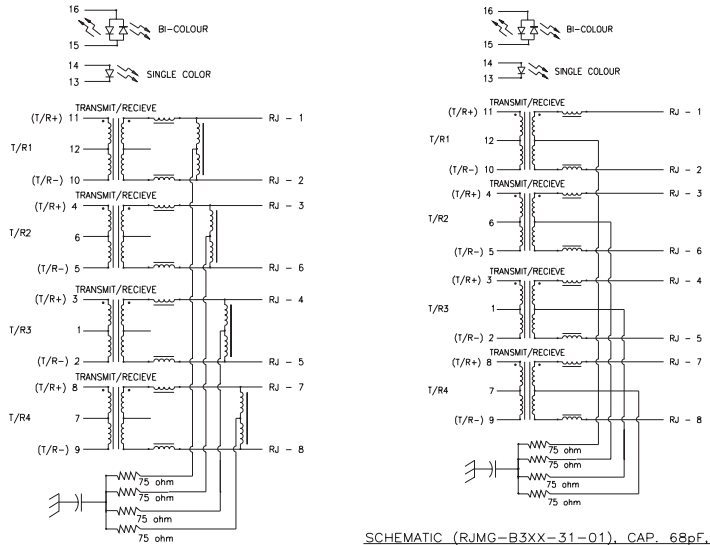 16
BI-COLOUR
15
14
SINGLE COLOR
13
TRANSMIT/RECIEVE
(T/R+) 11
RJ - 1
T/R1
12
(T/R-) 10
RJ - 2
TRANSMIT/RECIEVE
(T/R+) 4
RJ - 3
T/R2
6
(T/R-) 5
RJ - 6
TRANSMIT/RECIEVE
(T/R+) 3
RJ - 4
T/R3
1
(T/R-) 2
RJ - 5
TRANSMIT/RECIEVE
(T/R+) 8
RJ - 7
T/R4
7
(T/R-) 9
RJ - 8
75 ohm
75 ohm
75 ohm
75 ohm
16
BI-COLOUR
15
14
SINGLE COLOUR
13
TRANSMIT/RECIEVE
(T/R+) 11
RJ - 1
T/R1
12
(T/R-) 10
RJ - 2
TRANSMIT/RECIEVE
(T/R+) 4
RJ - 3
T/R2
6
(T/R-) 5
RJ - 6
TRANSMIT/RECIEVE
(T/R+) 3
RJ - 4
T/R3
1
(T/R-) 2
RJ - 5
TRANSMIT/RECIEVE
(T/R+) 8
RJ - 7
T/R4
7
(T/R-) 9
RJ - 8
75 ohm
75 ohm
75 ohm
75 ohm
SCHEMATIC (RJMG-B3XX-31-01), CAP. 68pF,